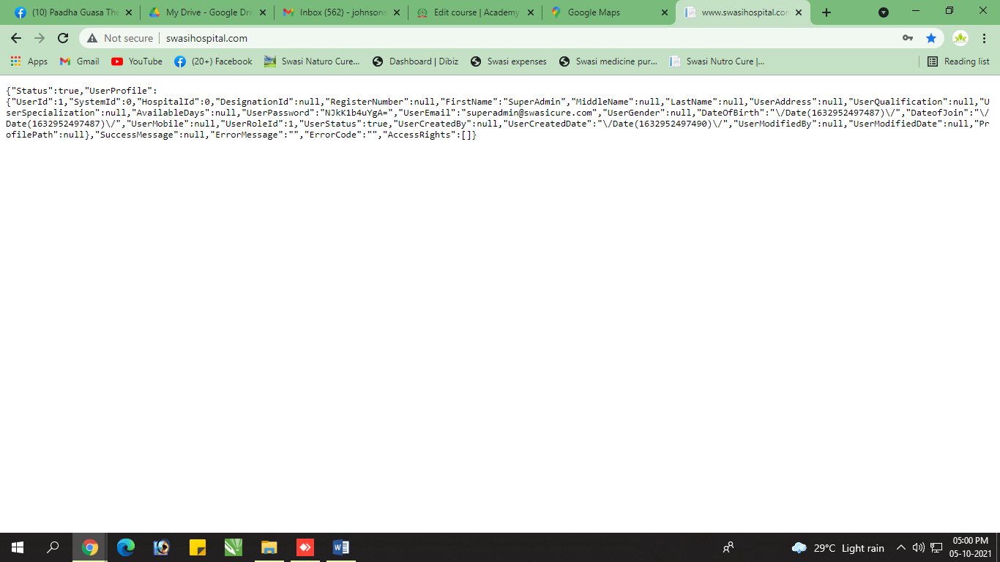 (10) Paadha Guasa The
My Drive - Google Dri
Inbox (562) - johnsonr
Edit course | Academy
Google Maps
www.swasihospital.com
Not secure
swasihospital.com
Apps
Gmail
YouTube
(20+) Facebook
Swasi Naturo Cure...
Dashboard | Dibiz
Swasi expenses
Swasi medicine pur...
Swasi Nutro Cure |...
Reading list
{"Status":true,"UserProfile":
{"UserId":1,"SystemId":0,"HospitalId":0,"DesignationId":null,"RegisterNumber":null,"FirstName":"SuperAdmin","MiddleName":null,"LastName":null,"UserAddress":null,"UserQualification":null,"U
serSpecialization":null,"AvailableDays":null,"UserPassword":"NJkK1b4uYgA=","UserEmail":"superadmin@swasicure.com","UserGender":null,"DateOfBirth":"\/Date(1632952497487)\/","DateofJoin":"\/
Date(1632952497487)\/","UserMobile":null,"UserRoleId":1,"UserStatus":true,"UserCreatedBy":null,"UserCreatedDate":"\/Date(1632952497490)\/","UserModifiedBy":null,"UserModifiedDate":null,"Pr
ofilePath":null},"SuccessMessage":null,"ErrorMessage":"","ErrorCode":"","AccessRights":[]}
29°C Light rain
05:00 PM
05-10-2021